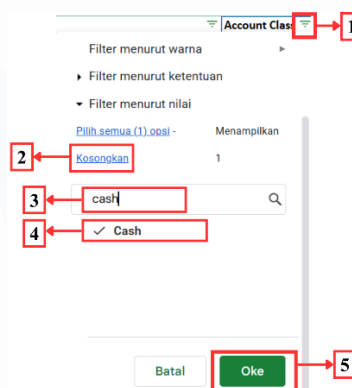 Account Class 1
Filter menurut warna
Filter menurut ketentuan
Filter menurut nilai
Pilih semua (1) opsi - Menampilkan
2 Kosongkan 1
3 cash
4 Cash
Batal Oke 5